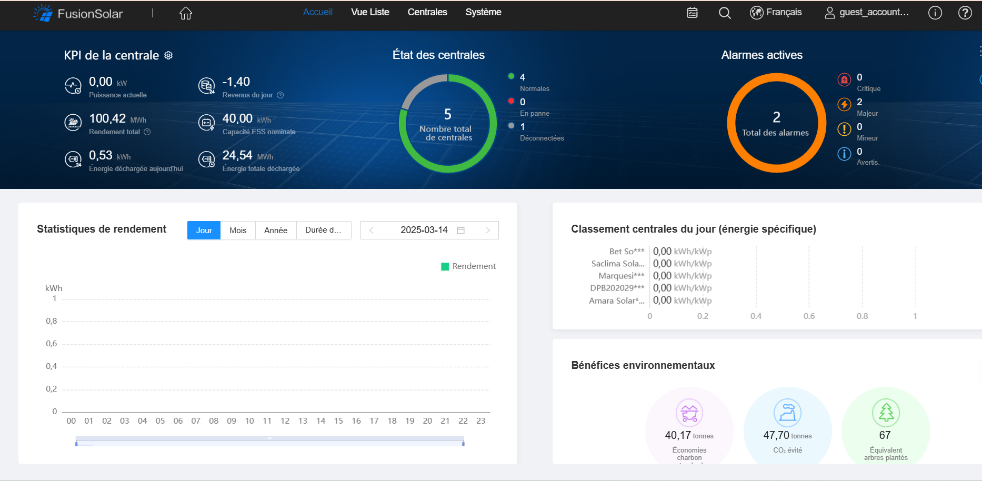 FusionSolar
Accueil
Vue Liste
Centrales
Système
Français
guest_account...
KPI de la centrale
0,00 kW
Puissance actuelle
-1,40
Revenus du jour
100,42 MWh
Rendement total
40,00 kWh
Capacité ESS nominale
0,53 kWh
Énergie déchargée aujourd'hui
24,54 MWh
Énergie totale déchargée
État des centrales
5
Nombre total
de centrales
4
Normales
0
En panne
1
Déconnectées
Alarmes actives
2
Total des alarmes
0
Critique
2
Majeur
0
Mineur
0
Avertis.
Statistiques de rendement
Jour
Mois
Année
Durée d...
2025-03-14
Rendement
kWh
1
0,8
0,6
0,4
0,2
0
00 01 02 03 04 05 06 07 08 09 10 11 12 13 14 15 16 17 18 19 20 21 22 23
Classement centrales du jour (énergie spécifique)
Bet So*** 0,00 kWh/kWp
Saclima Sola... 0,00 kWh/kWp
Marquesi*** 0,00 kWh/kWp
DPB202029*** 0,00 kWh/kWp
Amara Solar*... 0,00 kWh/kWp
0 0.2 0.4 0.6 0.8 1
Bénéfices environnementaux
40,17 tonnes
Économies
charbon
47,70 tonnes
CO₂ évité
67
Équivalent
arbres plantés